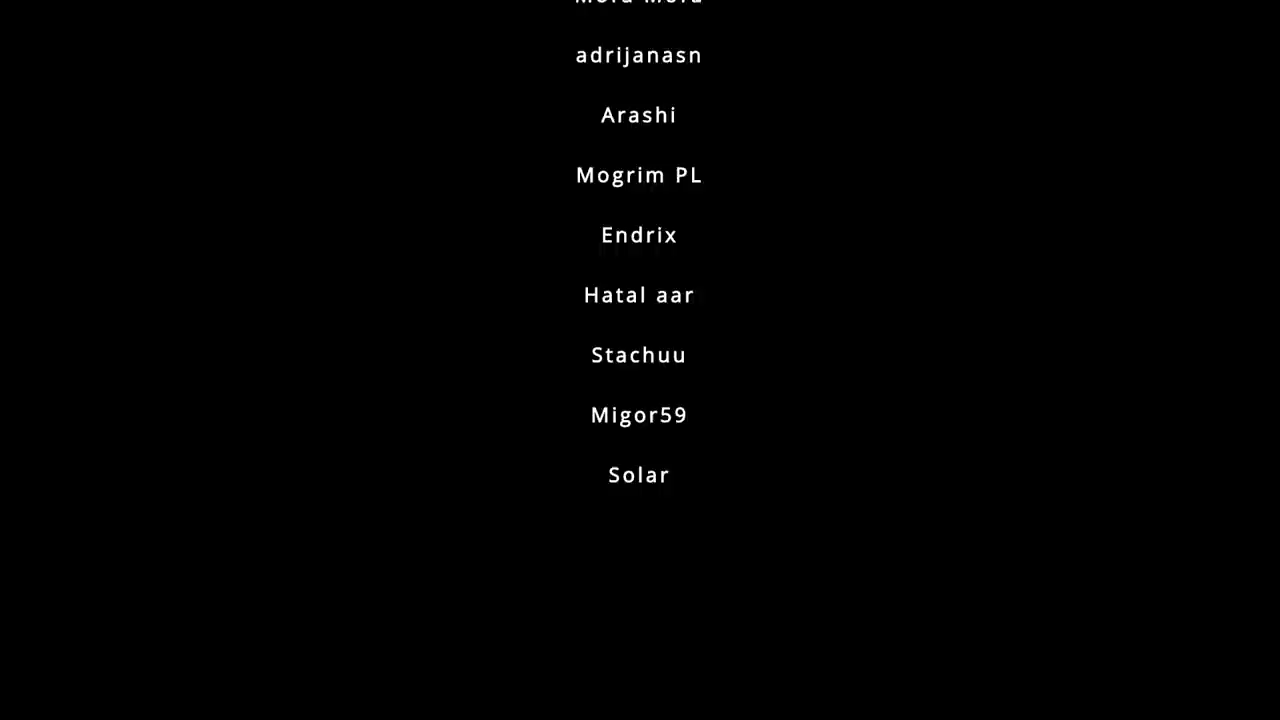 adrijanasn
Arashi
Mogrim PL
Endrix
Hatal aar
Stachuu
Migor59
Solar